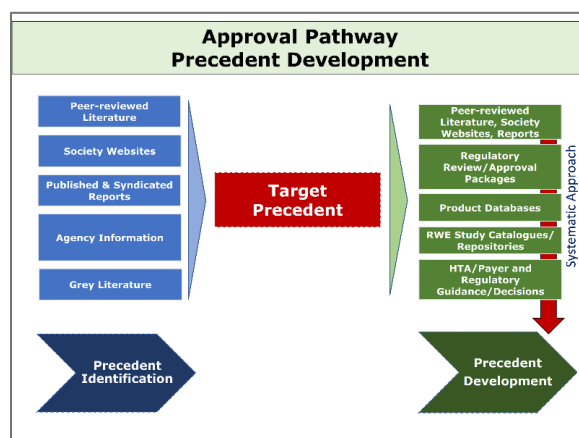 Approval Pathway
Precedent Development
Peer-reviewed
Literature
Society Websites
Published & Syndicated
Reports
Agency Information
Grey Literature
Target
Precedent
Peer-reviewed
Literature, Society
Websites, Reports
Regulatory
Review/Approval
Packages
Product Databases
RWE Study Catalogues/
Repositories
HTA/Payer and
Regulatory
Guidance/Decisions
Systematic Approach
Precedent
Identification
Precedent
Development